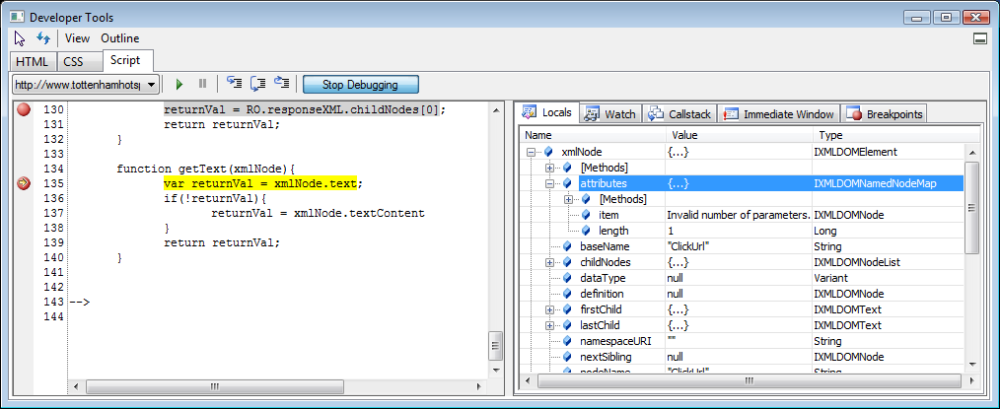 Developer Tools
View Outline
HTML CSS Script
http://www.tottenhamhotsp Stop Debugging
130 returnVal = RO.responseXML.childNodes[0];
131 return returnVal;
132 }
133
134 function getText(xmlNode){
135 var returnVal = xmlNode.text;
136 if(!returnVal){
137 returnVal = xmlNode.textContent
138 }
139 return returnVal;
140 }
141
142
143 -->
144
Locals Watch Callstack Immediate Window Breakpoints
Name Value Type
xmlNode {...} IXMLDOMElement
[Methods]
attributes {...} IXMLDOMNamedNodeMap
[Methods]
item Invalid number of parameters. IXMLDOMNode
length 1 Long
baseName "ClickUrl" String
childNodes {...} IXMLDOMNodeList
dataType null Variant
definition null IXMLDOMNode
firstChild {...} IXMLDOMText
lastChild {...} IXMLDOMText
namespaceURI "" String
nextSibling null IXMLDOMNode
nodeName "ClickUrl" String